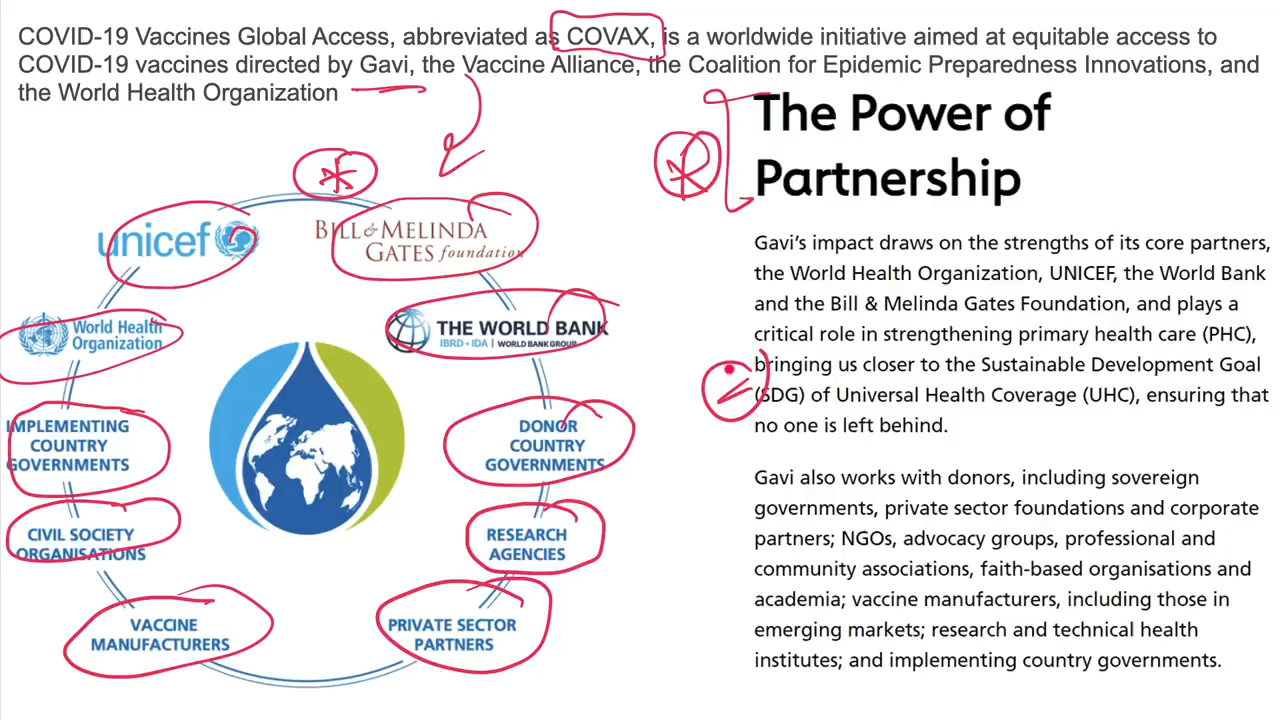 COVID-19 Vaccines Global Access, abbreviated as COVAX, is a worldwide initiative aimed at equitable access to
COVID-19 vaccines directed by Gavi, the Vaccine Alliance, the Coalition for Epidemic Preparedness Innovations, and
the World Health Organization
unicef
BILL & MELINDA
GATES foundation
World Health
Organization
THE WORLD BANK
IBRD • IDA | WORLD BANK GROUP
IMPLEMENTING
COUNTRY
GOVERNMENTS
DONOR
COUNTRY
GOVERNMENTS
CIVIL SOCIETY
ORGANISATIONS
RESEARCH
AGENCIES
VACCINE
MANUFACTURERS
PRIVATE SECTOR
PARTNERS
The Power of
Partnership
Gavi’s impact draws on the strengths of its core partners,
the World Health Organization, UNICEF, the World Bank
and the Bill & Melinda Gates Foundation, and plays a
critical role in strengthening primary health care (PHC),
bringing us closer to the Sustainable Development Goal
(SDG) of Universal Health Coverage (UHC), ensuring that
no one is left behind.
Gavi also works with donors, including sovereign
governments, private sector foundations and corporate
partners; NGOs, advocacy groups, professional and
community associations, faith-based organisations and
academia; vaccine manufacturers, including those in
emerging markets; research and technical health
institutes; and implementing country governments.